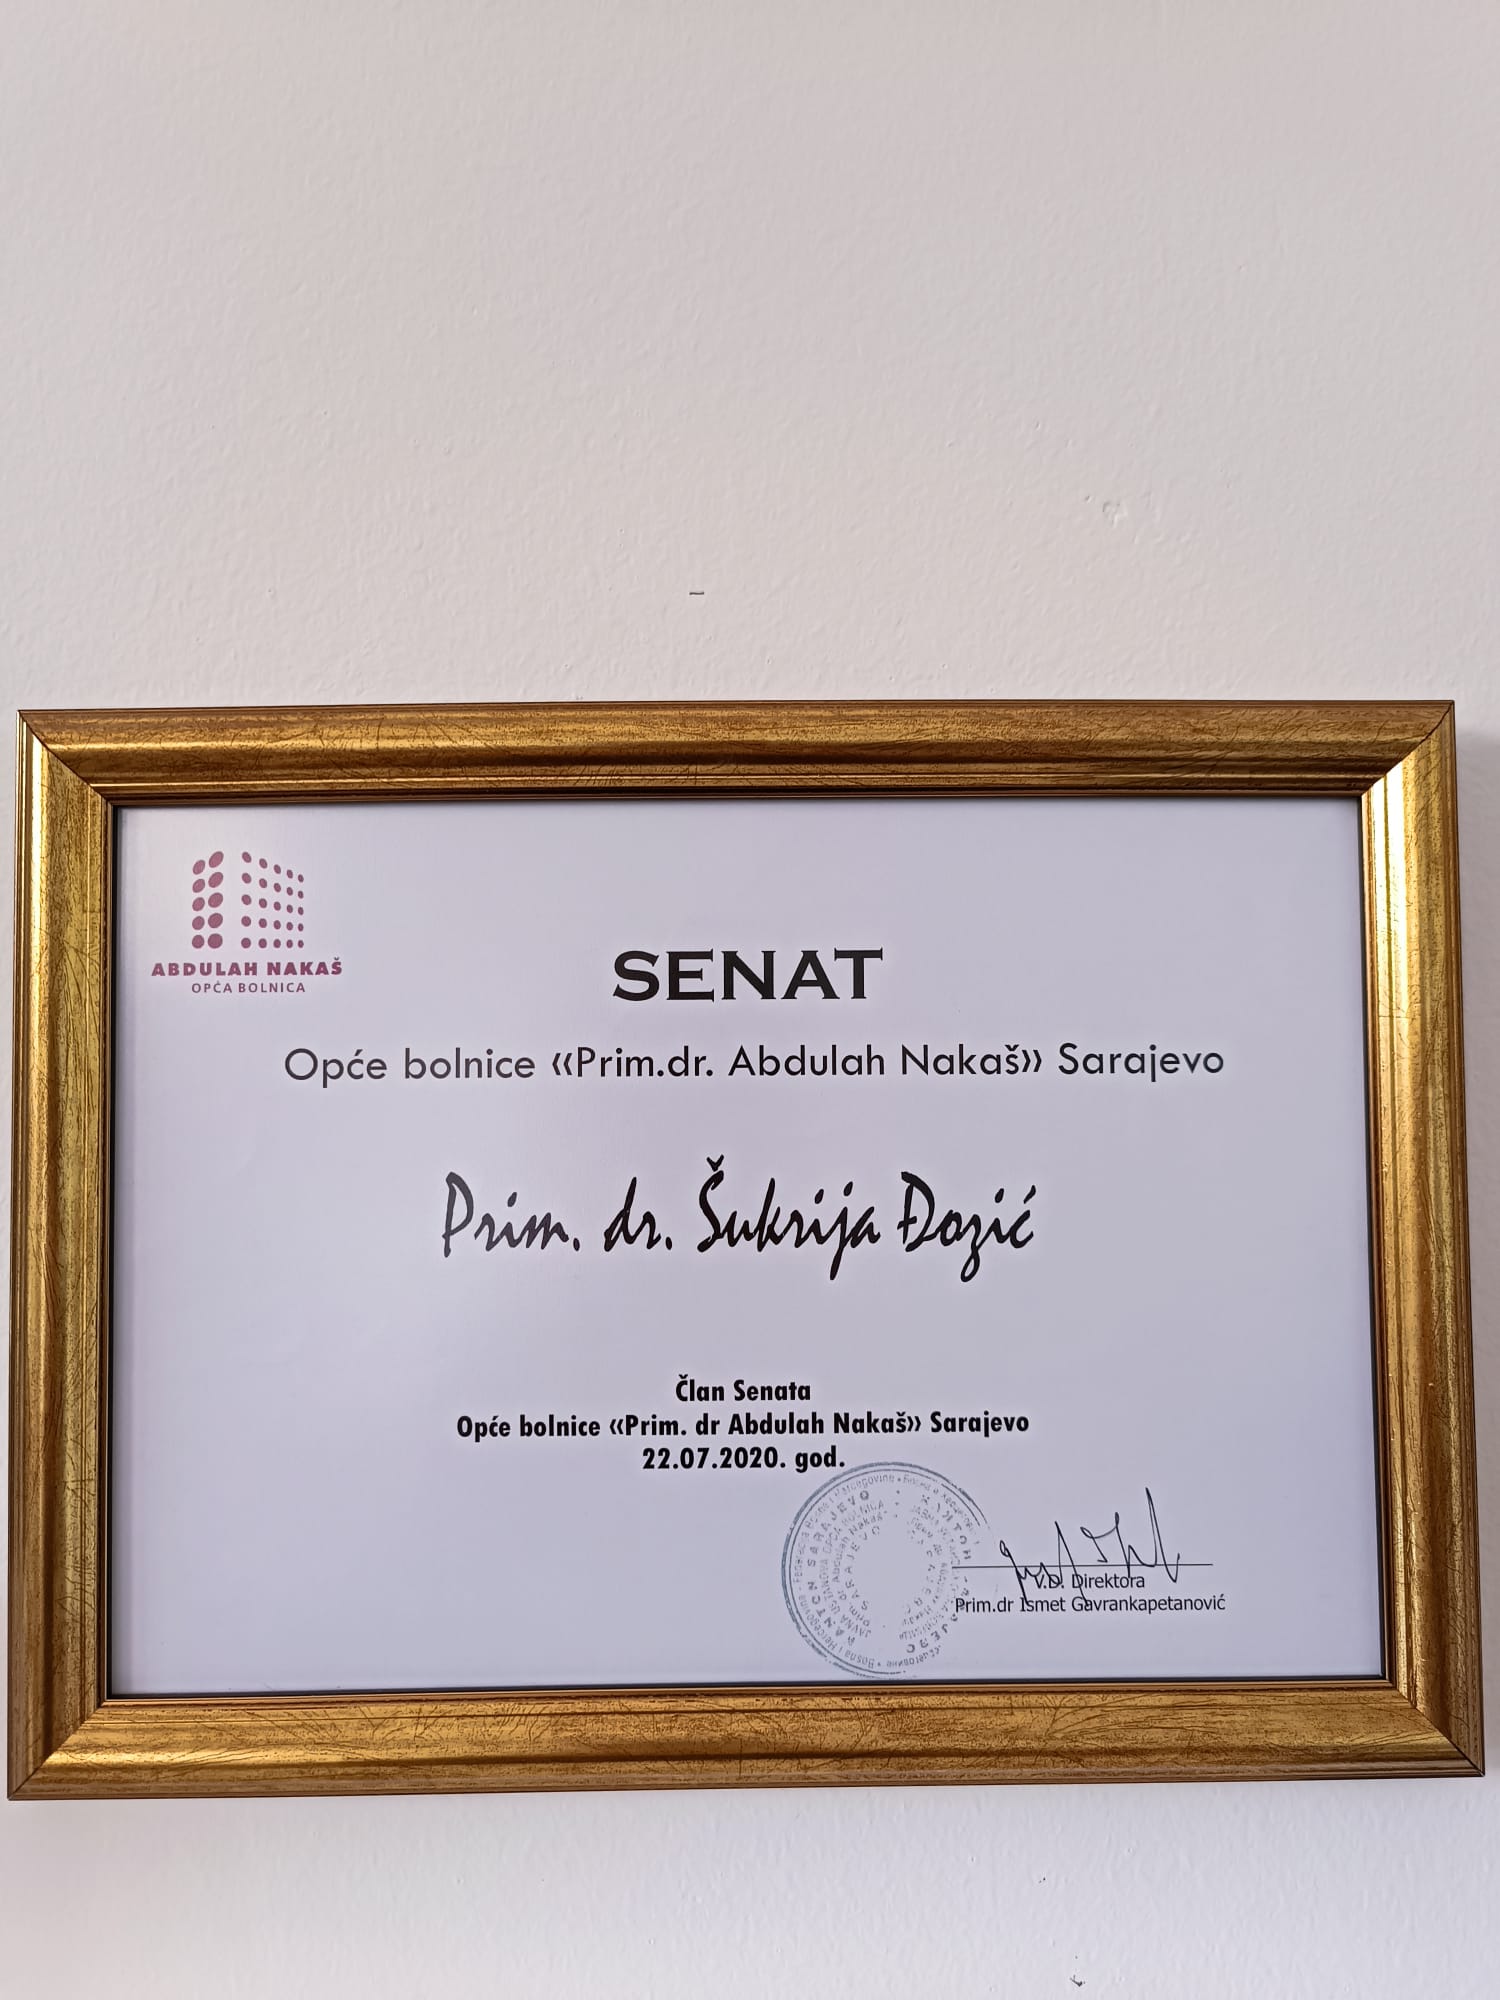 ABDULAH NAKAŠ
OPĆA BOLNICA
SENAT
Opće bolnice «Prim.dr. Abdulah Nakaš» Sarajevo
Prim. dr. Šukrija Đozić
Član Senata
Opće bolnice «Prim. dr Abdulah Nakaš» Sarajevo
22.07.2020. god.
V.D. Direktora
Prim.dr Ismet Gavrankapetanović